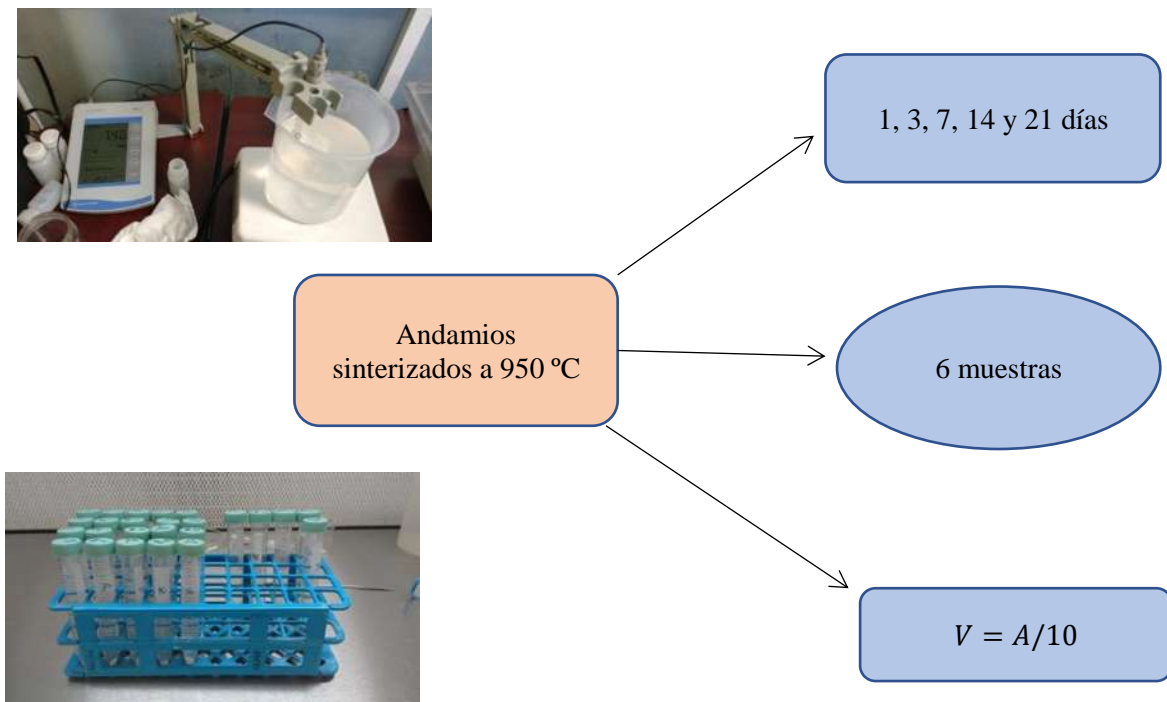 1, 3, 7, 14 y 21 días
Andamios
sinterizados a 950 ºC
6 muestras
V = A/10